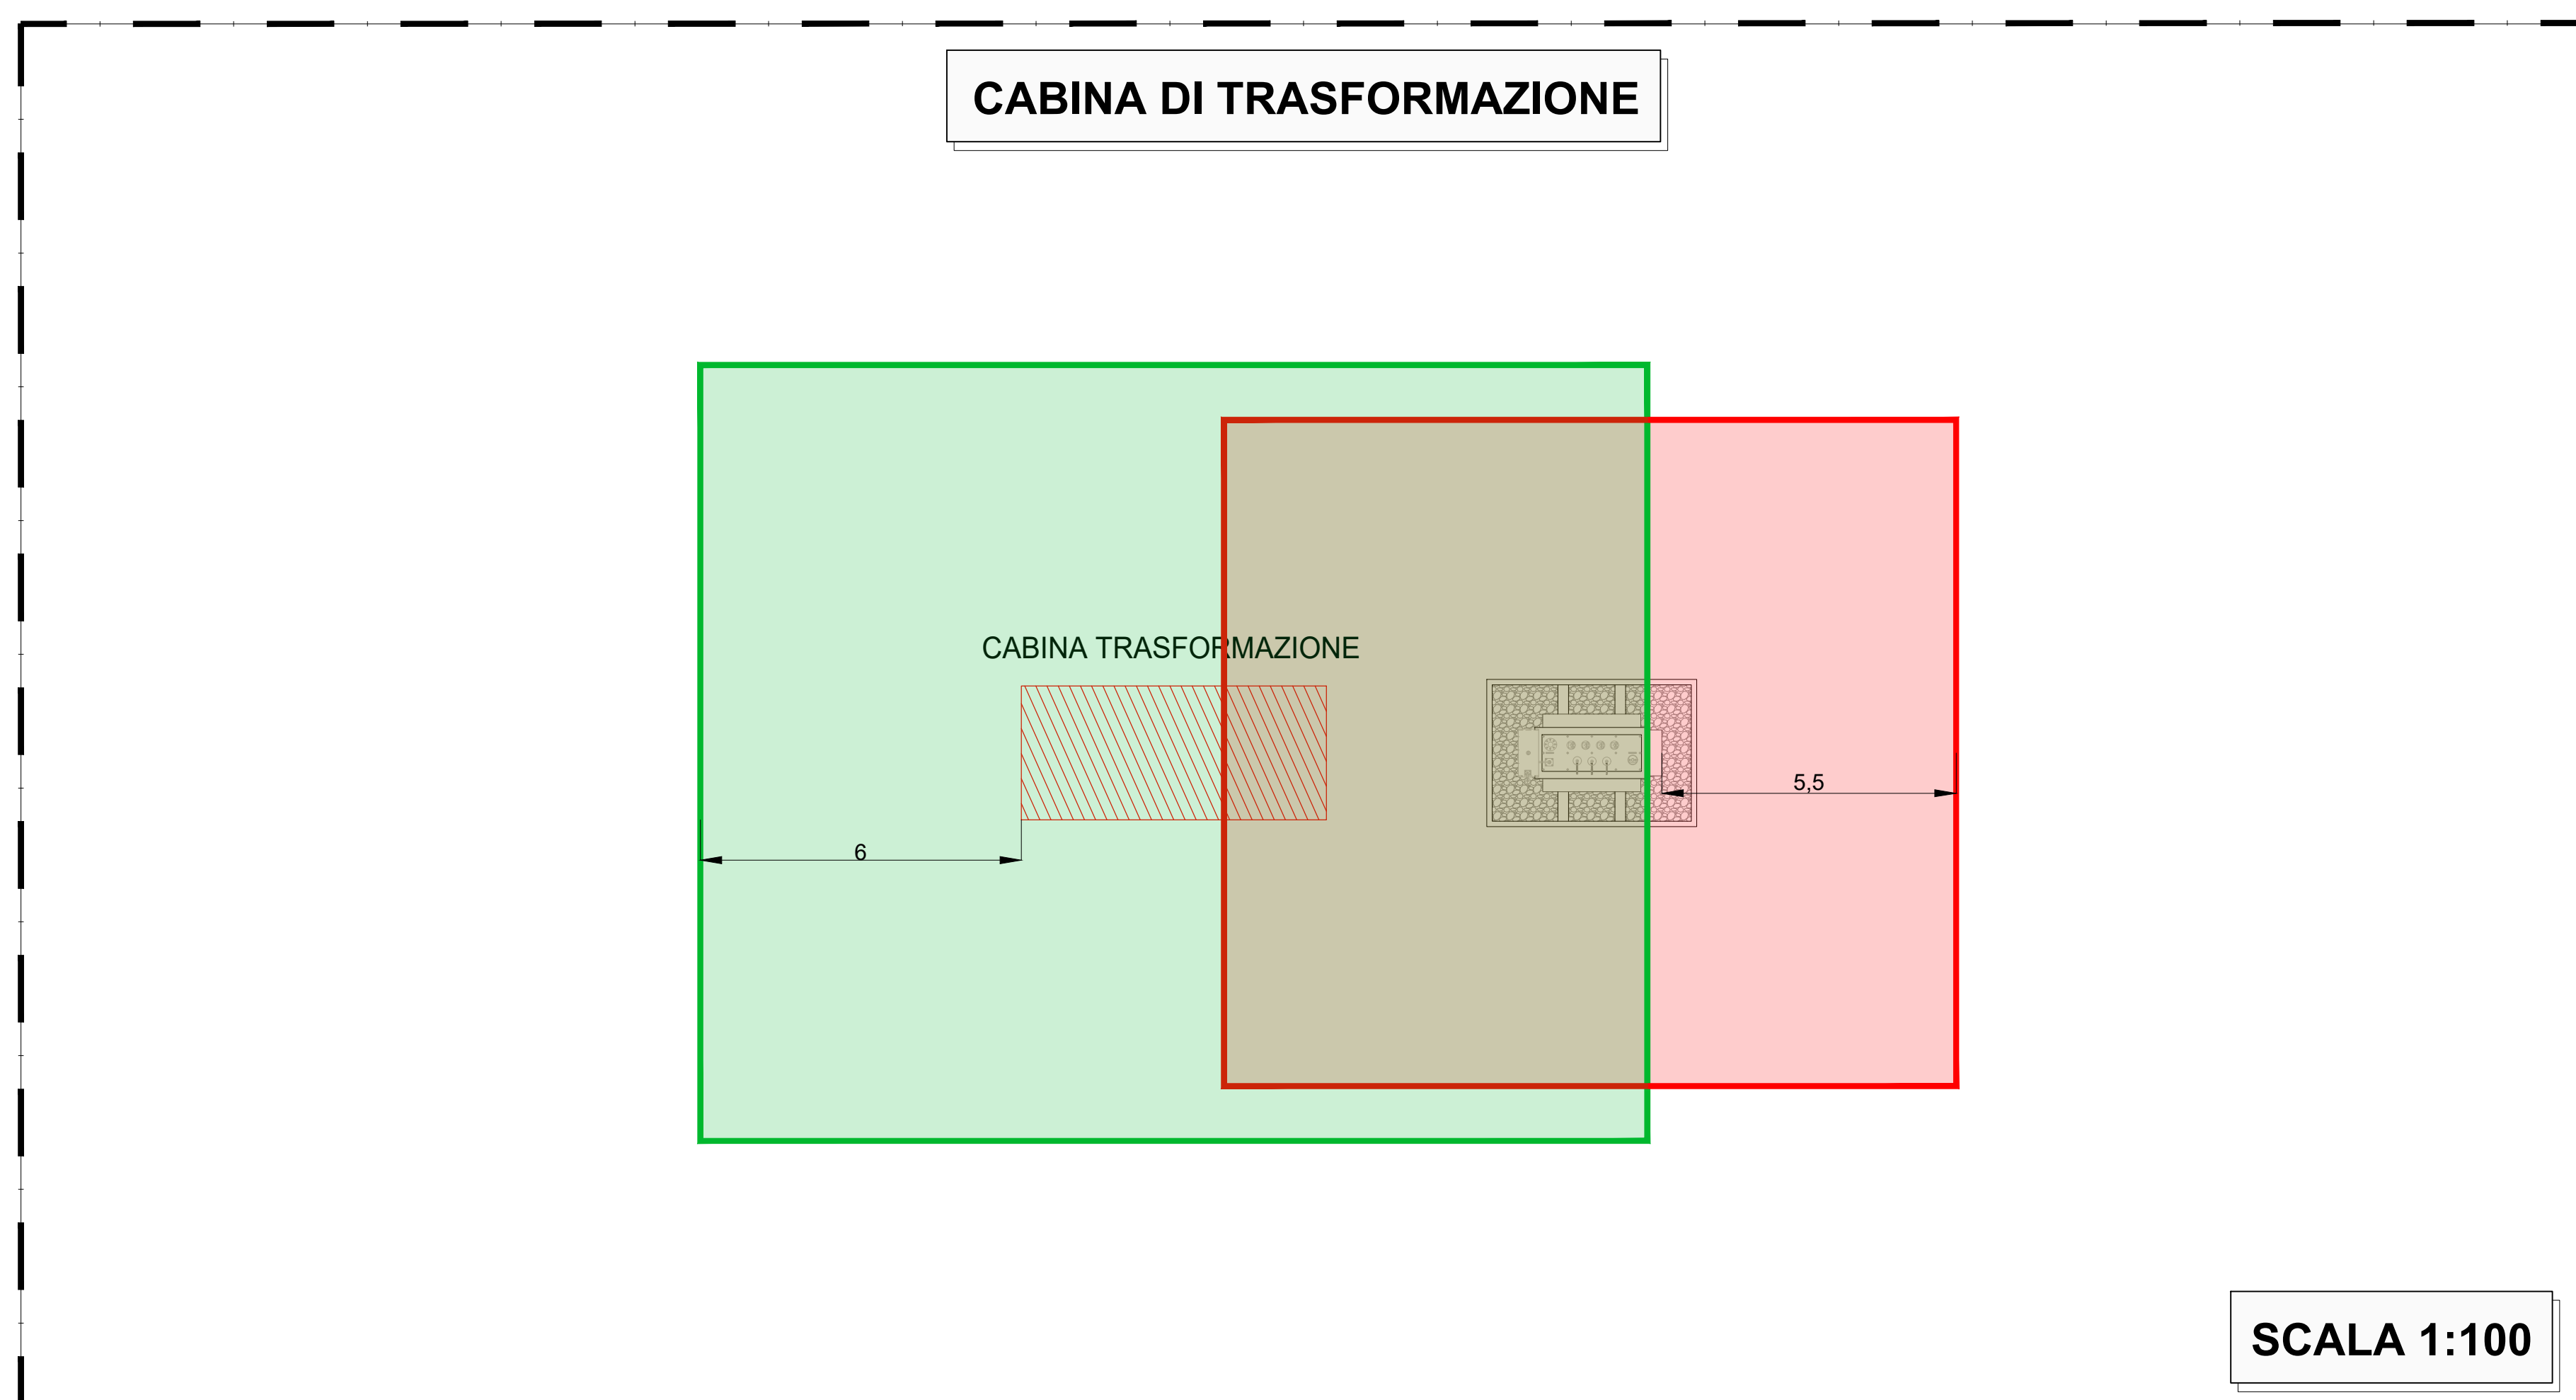 CABINA DI TRASFORMAZIONE
CABINA TRASFORMAZIONE
5,5
6
SCALA 1:100